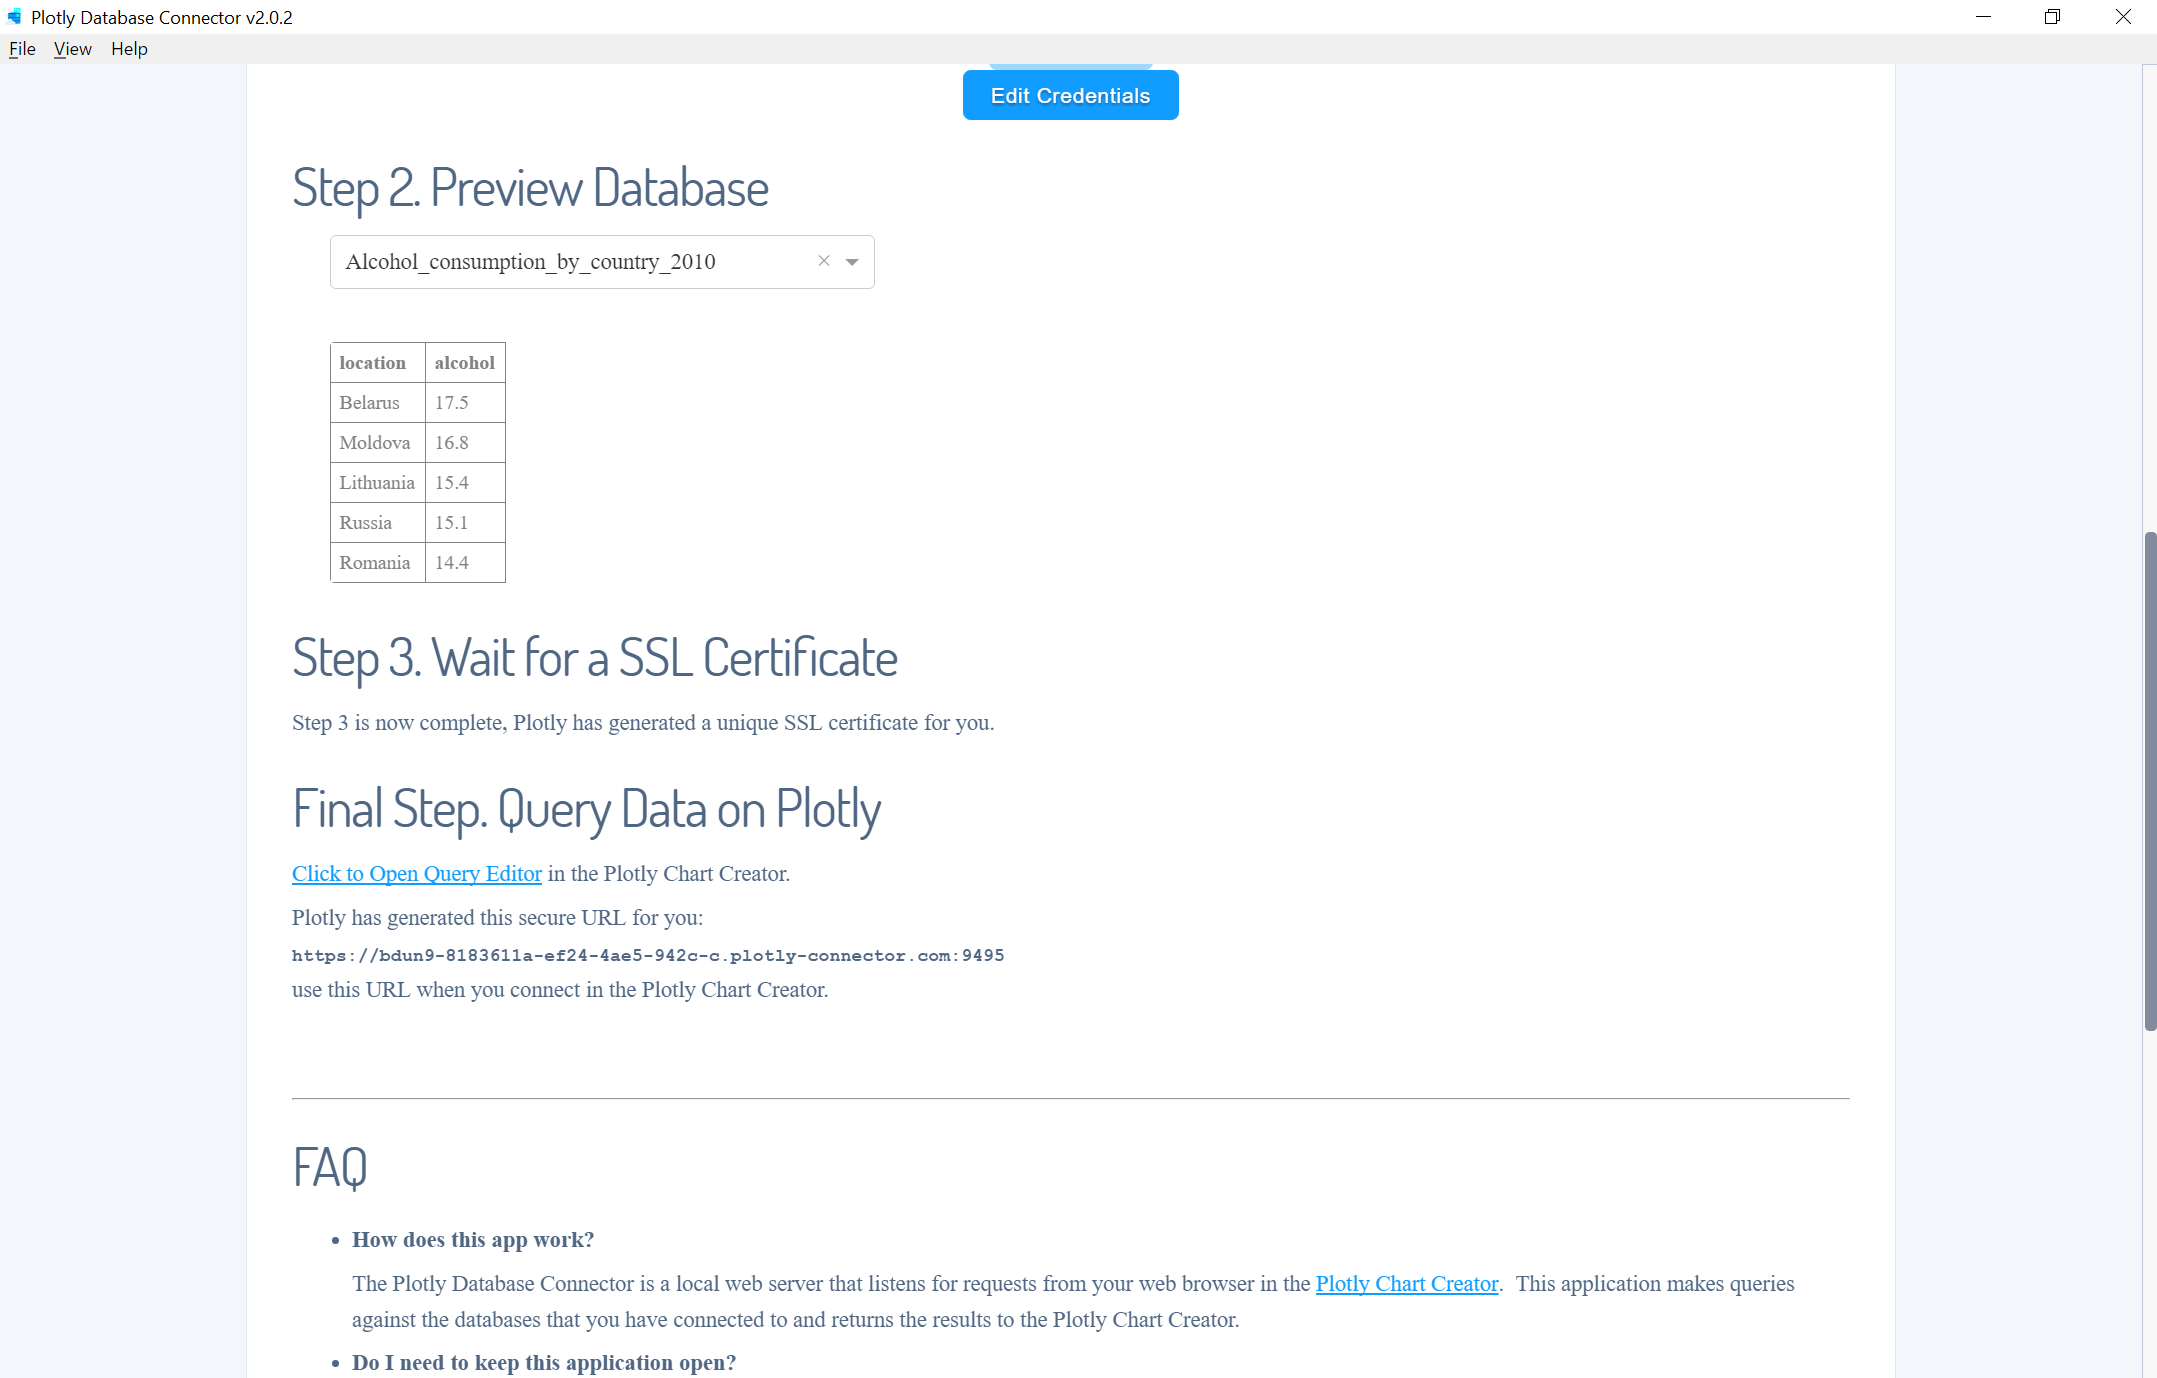 Plotly Database Connector v2.0.2
File View Help
Edit Credentials
Step 2. Preview Database
Alcohol_consumption_by_country_2010
location alcohol
Belarus 17.5
Moldova 16.8
Lithuania 15.4
Russia 15.1
Romania 14.4
Step 3. Wait for a SSL Certificate
Step 3 is now complete, Plotly has generated a unique SSL certificate for you.
Final Step. Query Data on Plotly
Click to Open Query Editor in the Plotly Chart Creator.
Plotly has generated this secure URL for you:
https://bdun9-8183611a-ef24-4ae5-942c-c.plotly-connector.com:9495
use this URL when you connect in the Plotly Chart Creator.
FAQ
• How does this app work?
The Plotly Database Connector is a local web server that listens for requests from your web browser in the Plotly Chart Creator. This application makes queries
against the databases that you have connected to and returns the results to the Plotly Chart Creator.
• Do I need to keep this application open?